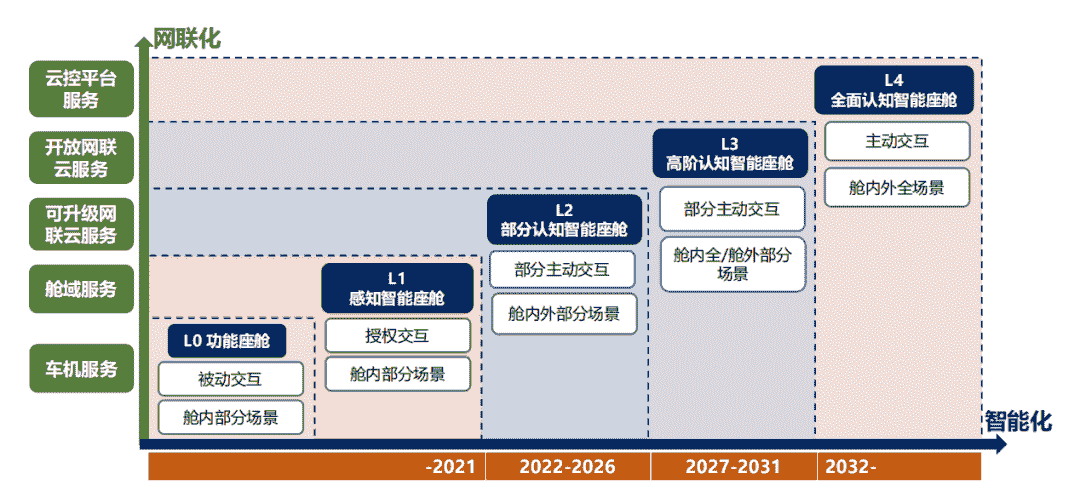 网联化
云控平台
服务
开放网联
云服务
可升级网
联云服务
舱域服务
车机服务
L4
全面认知智能座舱
主动交互
舱内外全场景
L3
高阶认知智能座舱
部分主动交互
舱内全/舱外部分
场景
L2
部分认知智能座舱
部分主动交互
舱内外部分场景
L1
感知智能座舱
授权交互
舱内部分场景
L0 功能座舱
被动交互
舱内部分场景
智能化
-2021
2022-2026
2027-2031
2032-